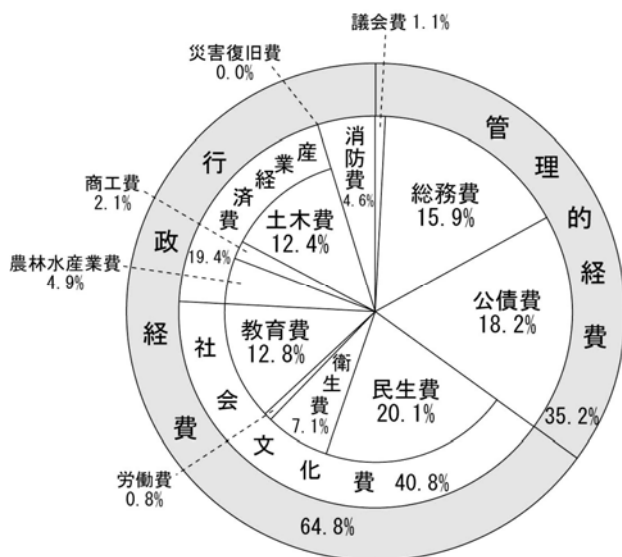 議会費 1.1%
災害復旧費
0.0%
管理的経費
35.2%
総務費
15.9%
公債費
18.2%
行政経費
64.8%
社会文化費 40.8%
民生費
20.1%
衛生費
7.1%
労働費
0.8%
教育費
12.8%
産業経済費
19.4%
農林水産業費
4.9%
商工費
2.1%
土木費
12.4%
消防費
4.6%